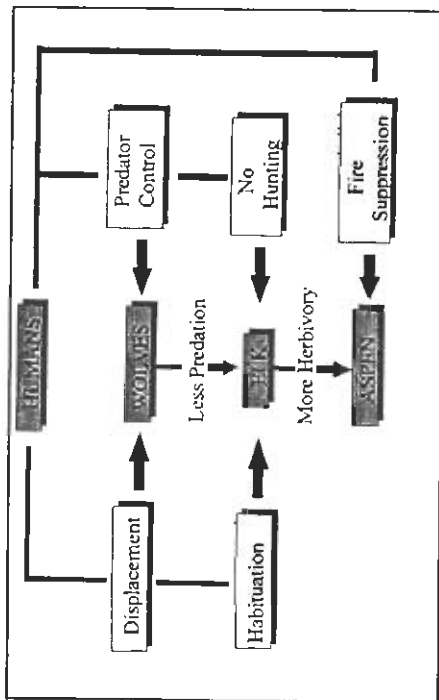 HUMANS
Displacement
WOLVES
Predator
Control
Less Predation
Habituation
ELK
No
Hunting
More Herbivory
ASPEN
Fire
Suppression